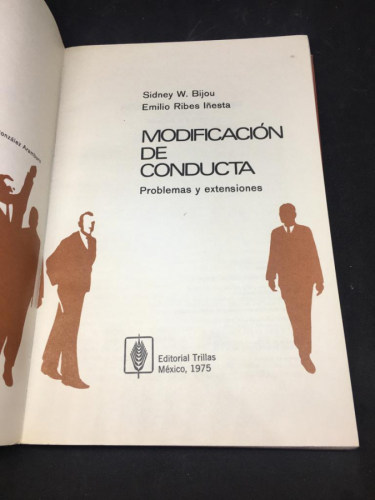 Sidney W. Bijou
Emilio Ribes Iñesta
MODIFICACIÓN
DE
CONDUCTA
Problemas y extensiones
Editorial Trillas
México, 1975